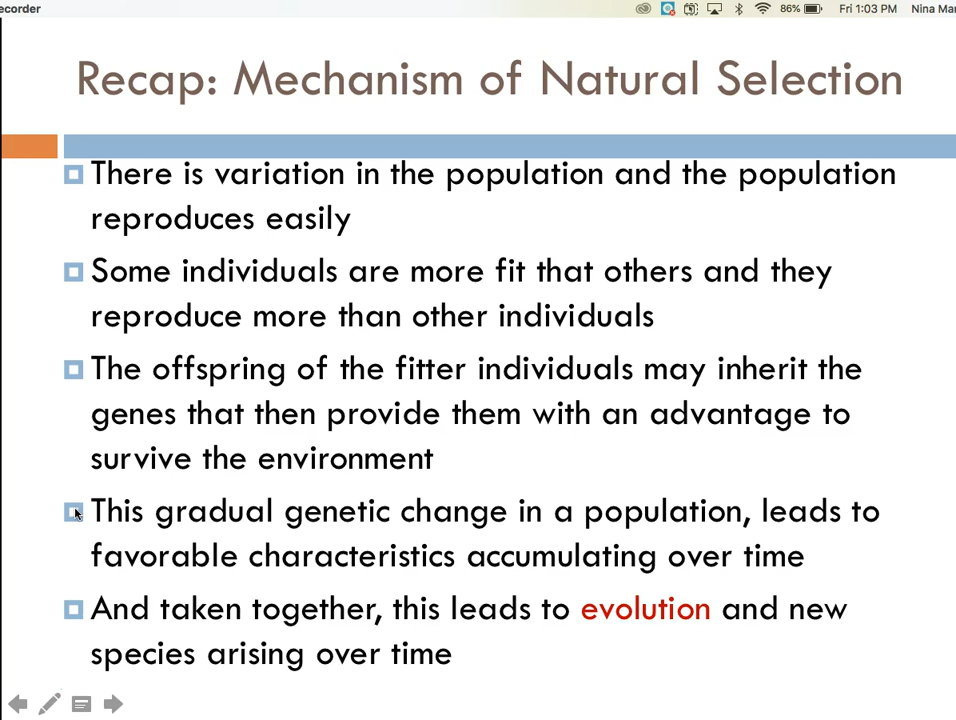 ecorder 86% Fri 1:03 PM Nina Mar
Recap: Mechanism of Natural Selection
There is variation in the population and the population
reproduces easily
Some individuals are more fit that others and they
reproduce more than other individuals
The offspring of the fitter individuals may inherit the
genes that then provide them with an advantage to
survive the environment
This gradual genetic change in a population, leads to
favorable characteristics accumulating over time
And taken together, this leads to evolution and new
species arising over time